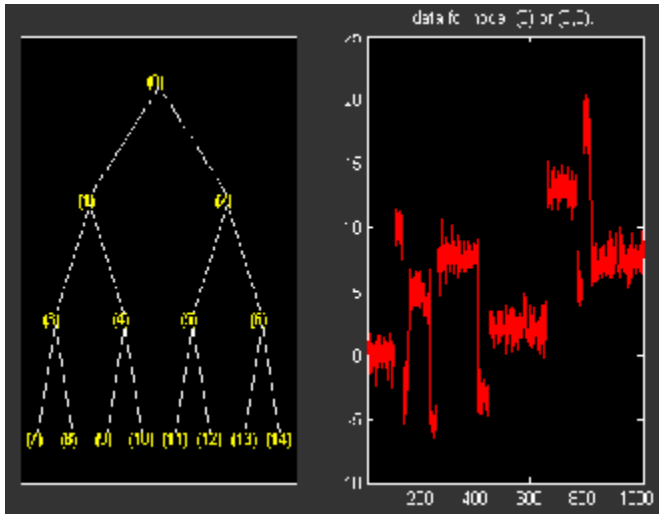 data for node: (0) or (0,0).
(0)
(1) (2)
(3) (4) (5) (6)
(7) (8) (9) (10) (11) (12) (13) (14)
25
20
15
10
5
0
-5
-10
200 400 600 800 1000